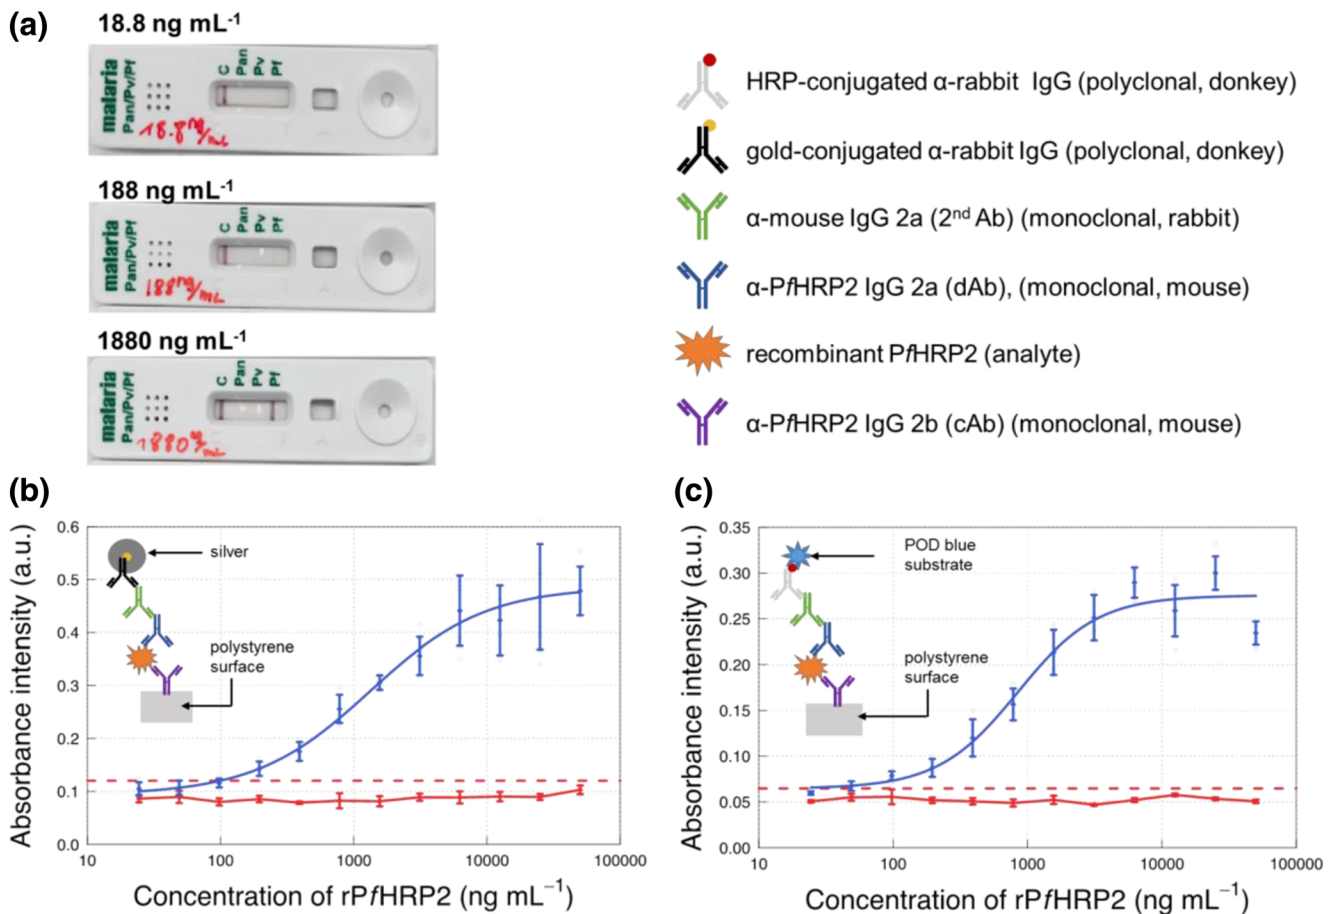 (a)
18.8 ng mL-1
malaria
Pan/Pv/Pf
C
Pan
Pv
Pf
18.8 ng/mL
188 ng mL-1
malaria
Pan/Pv/Pf
C
Pan
Pv
Pf
188 ng/mL
1880 ng mL-1
malaria
Pan/Pv/Pf
C
Pan
Pv
Pf
1880 ng/mL
HRP-conjugated α-rabbit IgG (polyclonal, donkey)
gold-conjugated α-rabbit IgG (polyclonal, donkey)
α-mouse IgG 2a (2nd Ab) (monoclonal, rabbit)
α-PfHRP2 IgG 2a (dAb), (monoclonal, mouse)
recombinant PfHRP2 (analyte)
α-PfHRP2 IgG 2b (cAb) (monoclonal, mouse)
(b)
Absorbance intensity (a.u.)
0.6
0.5
0.4
0.3
0.2
0.1
0.0
silver
polystyrene
surface
10
100
1000
10000
100000
Concentration of rPfHRP2 (ng mL−1)
(c)
Absorbance intensity (a.u.)
0.35
0.30
0.25
0.20
0.15
0.10
0.05
0.00
POD blue
substrate
polystyrene
surface
10
100
1000
10000
100000
Concentration of rPfHRP2 (ng mL−1)